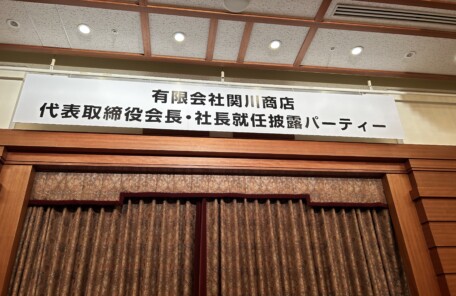 有限会社関川商店
代表取締役会長・社長就任披露パーティー